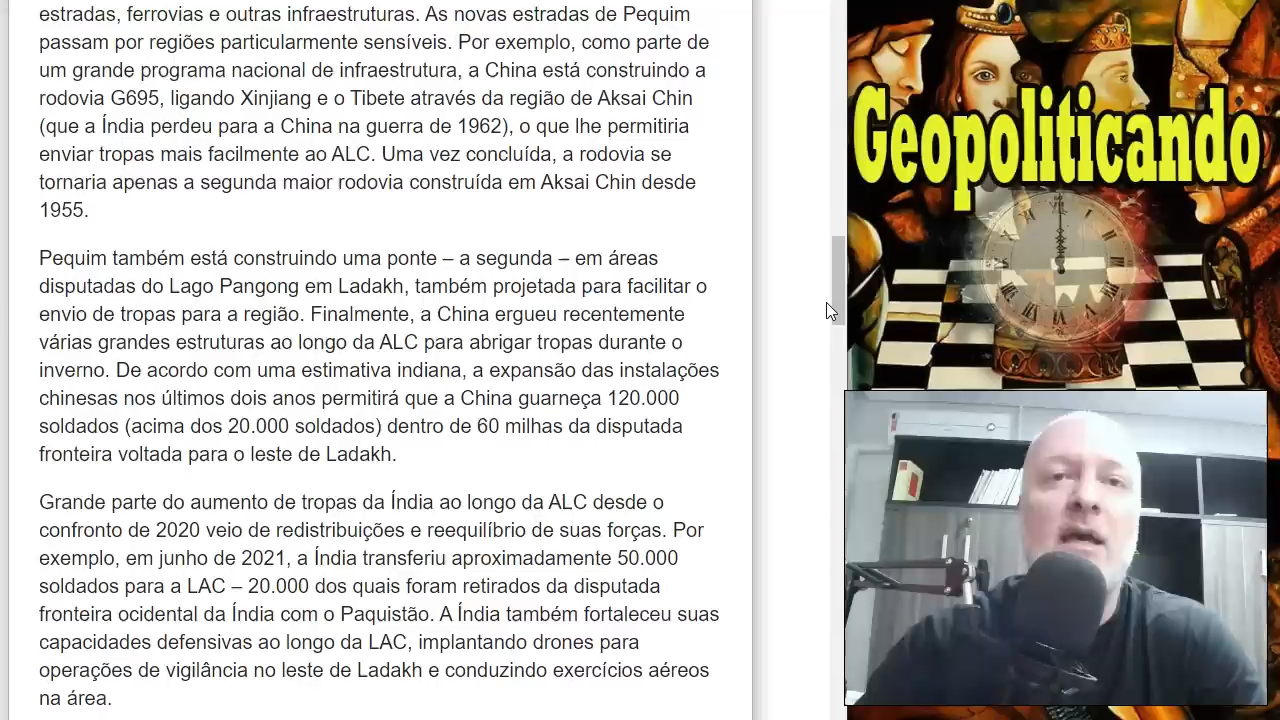 estradas, ferrovias e outras infraestruturas. As novas estradas de Pequim
passam por regiões particularmente sensíveis. Por exemplo, como parte de
um grande programa nacional de infraestrutura, a China está construindo a
rodovia G695, ligando Xinjiang e o Tibete através da região de Aksai Chin
(que a Índia perdeu para a China na guerra de 1962), o que lhe permitiria
enviar tropas mais facilmente ao ALC. Uma vez concluída, a rodovia se
tornaria apenas a segunda maior rodovia construída em Aksai Chin desde
1955.
Pequim também está construindo uma ponte – a segunda – em áreas
disputadas do Lago Pangong em Ladakh, também projetada para facilitar o
envio de tropas para a região. Finalmente, a China ergueu recentemente
várias grandes estruturas ao longo da ALC para abrigar tropas durante o
inverno. De acordo com uma estimativa indiana, a expansão das instalações
chinesas nos últimos dois anos permitirá que a China guarneça 120.000
soldados (acima dos 20.000 soldados) dentro de 60 milhas da disputada
fronteira voltada para o leste de Ladakh.
Grande parte do aumento de tropas da Índia ao longo da ALC desde o
confronto de 2020 veio de redistribuições e reequilíbrio de suas forças. Por
exemplo, em junho de 2021, a Índia transferiu aproximadamente 50.000
soldados para a LAC – 20.000 dos quais foram retirados da disputada
fronteira ocidental da Índia com o Paquistão. A Índia também fortaleceu suas
capacidades defensivas ao longo da LAC, implantando drones para
operações de vigilância no leste de Ladakh e conduzindo exercícios aéreos
na área.
Geopoliticando